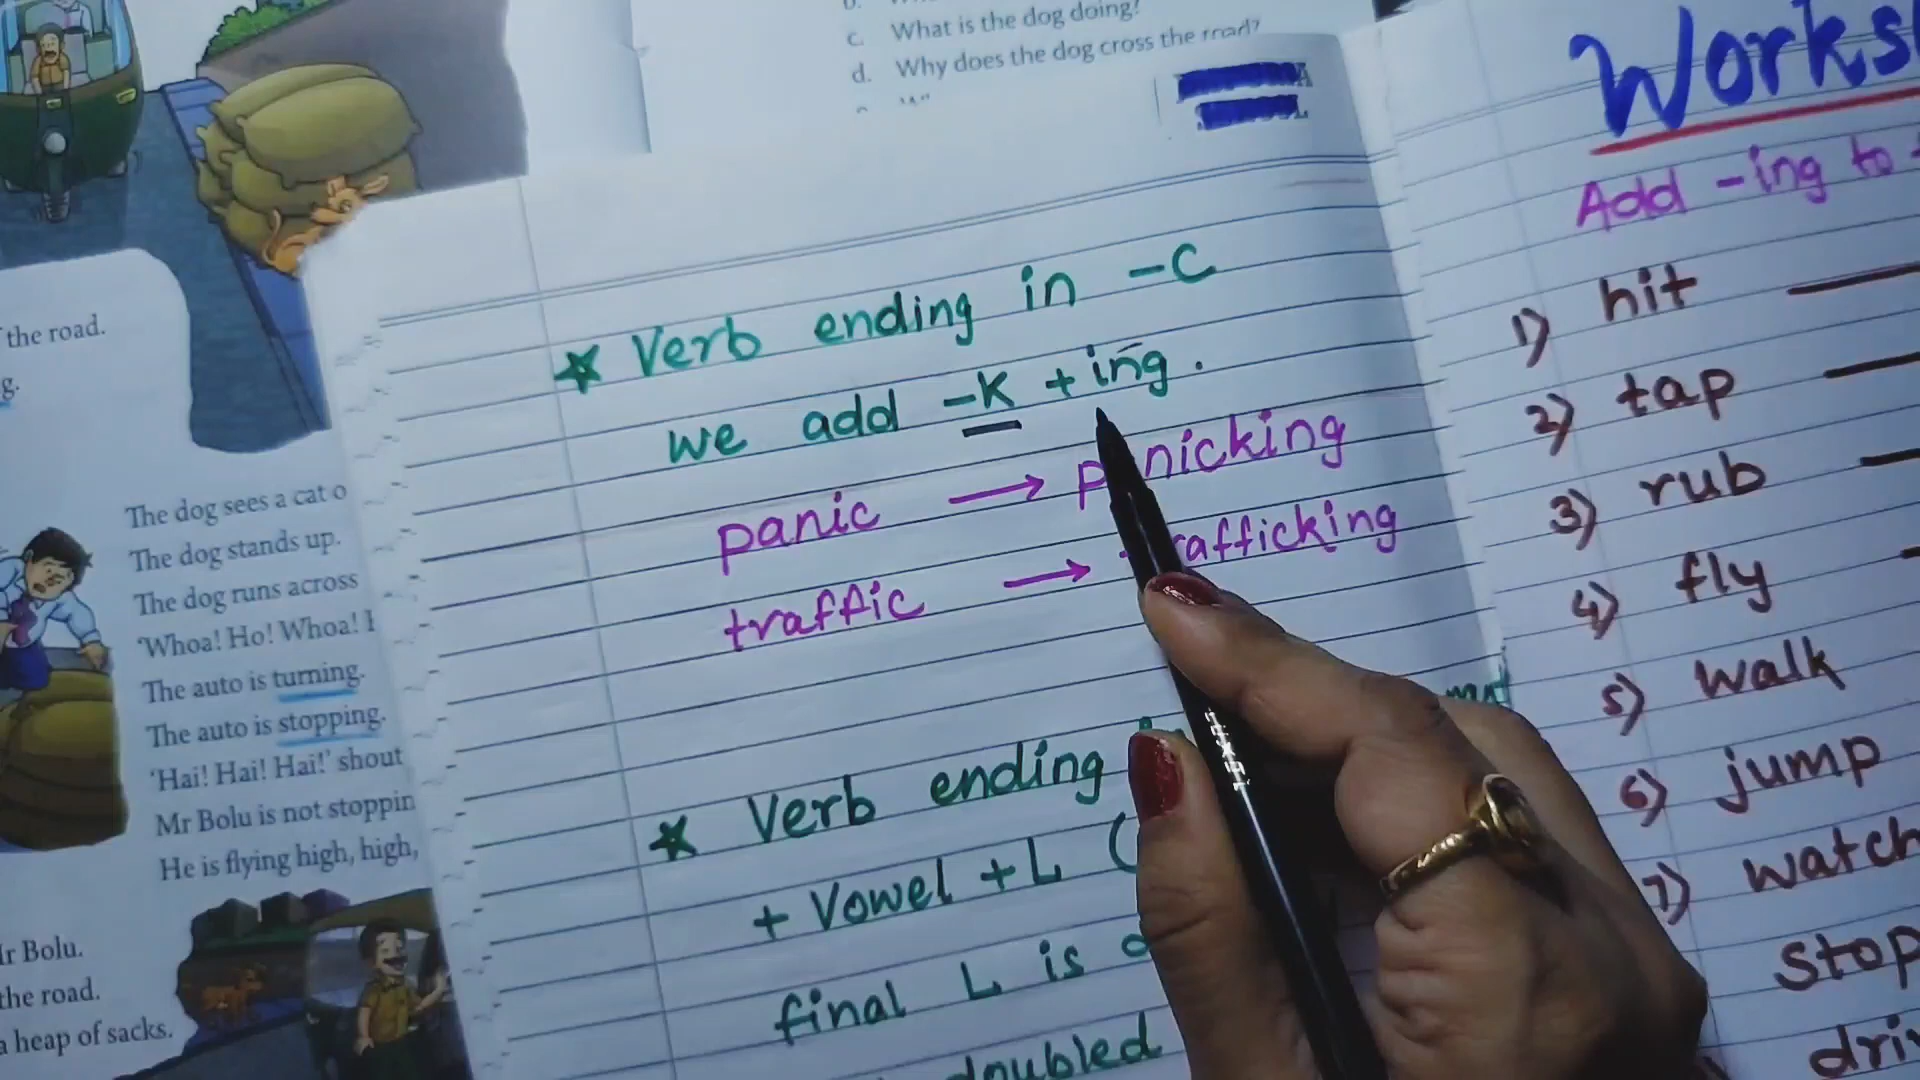 c. What is the dog doing?
d. Why does the dog cross the road?
the road.
g.
The dog sees a cat o
The dog stands up.
The dog runs across
'Whoa! Ho! Whoa!
The auto is turning.
The auto is stopping.
'Hai! Hai! Hai!' shout
Mr Bolu is not stoppin
He is flying high, high,
Mr Bolu.
the road.
a heap of sacks.
Verb ending in -C
we add -K + ing.
panic → panicking
traffic → trafficking
Verb ending
+ Vowel + L (
final L is
doubled
Works
Add -ing to
1) hit
2) tap
3) rub
4) fly
5) walk
6) jump
7) watch
stop
driv